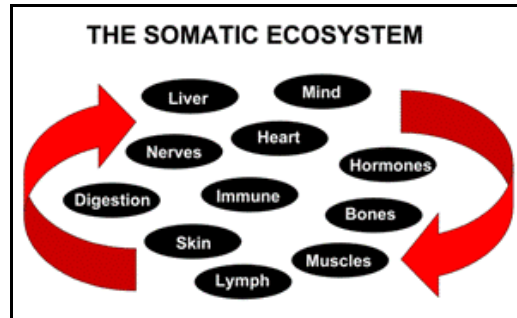 THE SOMATIC ECOSYSTEM
Liver
Mind
Nerves
Heart
Hormones
Digestion
Immune
Bones
Skin
Muscles
Lymph